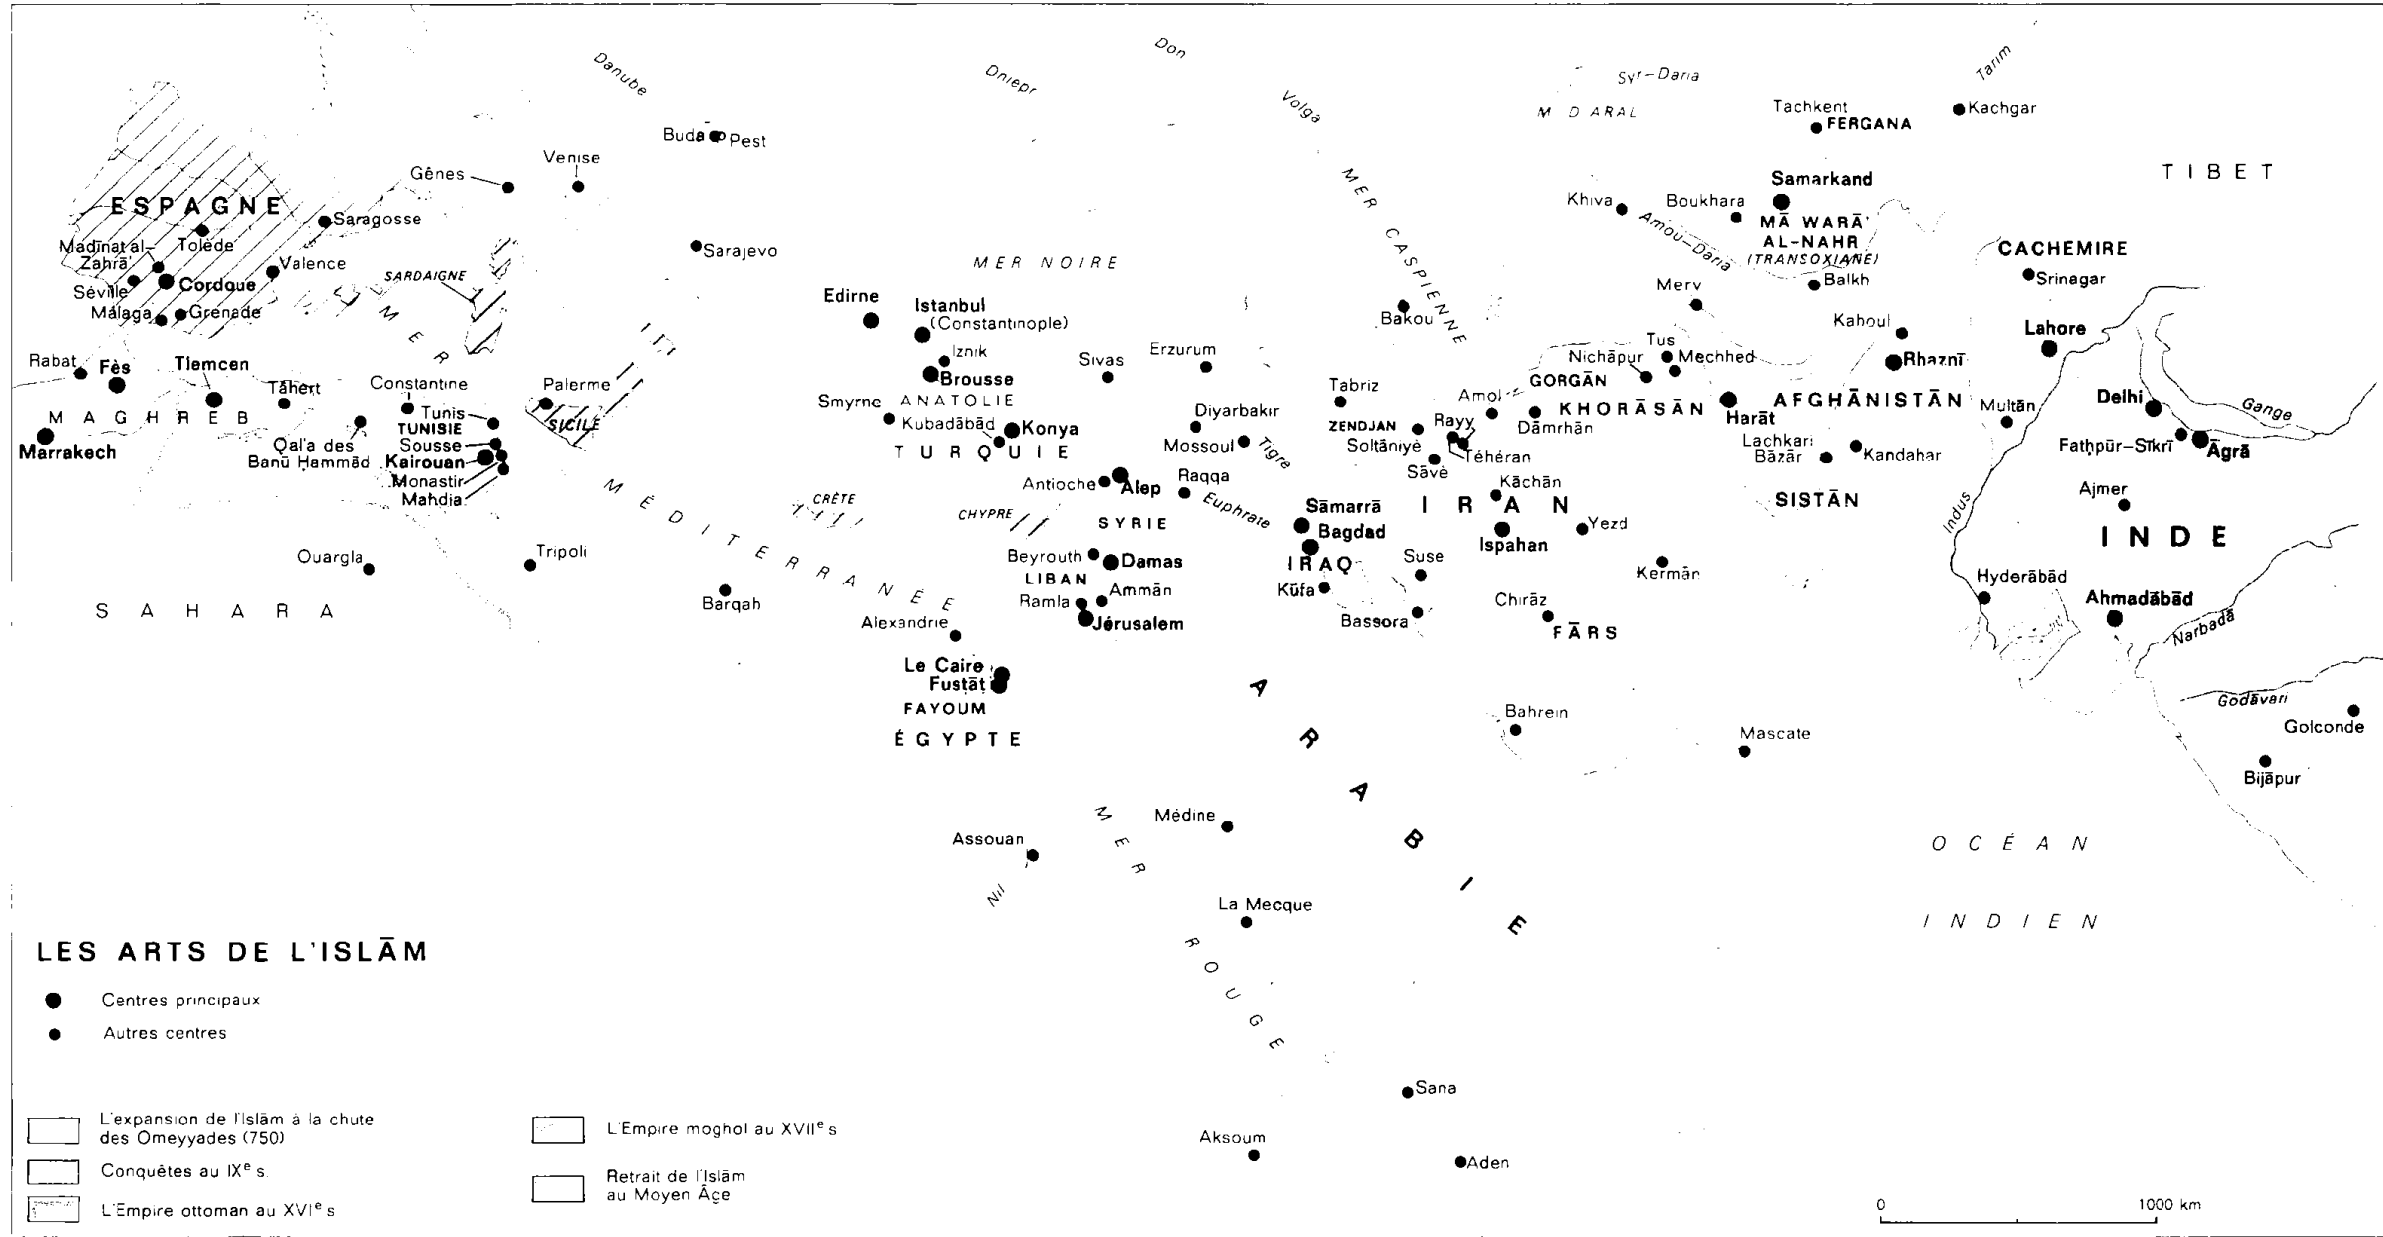 Danube
Dniepr
Don
Volga
Syr-Daria
M D'ARAL
Tarim
Tachkent
FERGANA
Kachgar
Buda
Pest
Venise
Gênes
MER CASPIENNE
TIBET
Samarkand
Khiva
Boukhara
Amou-Daria
MĀ WARĀ'
AL-NAHR
(TRANSOXIANE)
ESPAGNE
Saragosse
Madīnat al-
Zahrā'
Tolède
Valence
Séville
Cordoue
Málaga
Grenade
SARDAIGNE
Sarajevo
MER NOIRE
CACHEMIRE
Srinagar
Balkh
Merv
Edirne
Istanbul
(Constantinople)
Iznik
Brousse
Bakou
Kahoul
Lahore
Rhaznī
Rabat
Fès
Tlemcen
Tāhert
Constantine
Palerme
Sivas
Erzurum
Tabriz
Tus
Nichāpur
Mechhed
GORGĀN
Amol
KHORĀSĀN
Harāt
AFGHĀNISTĀN
Multān
Delhi
Gange
MAGHREB
Marrakech
Qal'a des
Banū Ḥammād
Tunis
TUNISIE
Sousse
Kairouan
Monastir
Mahdia
SICILE
Smyrne
ANATOLIE
Kubadābād
Konya
TURQUIE
Diyarbakir
Mossoul
Tigre
ZENDJAN
Soltāniyè
Rayy
Téhéran
Sāvè
Dāmrhān
Lachkari
Bāzār
Kandahar
Fatḥpūr-Sīkrī
Āgrā
MER
MÉDITERRANÉE
CRÈTE
CHYPRE
Antioche
Alep
Raqqa
Euphrate
SYRIE
Sāmarrā
Bagdad
IRAQ
Kūfa
IRAN
Kāchān
Ispahan
Yezd
SISTĀN
Indus
Ajmer
INDE
Ouargla
Tripoli
Barqah
SAHARA
Beyrouth
Damas
LIBAN
Ammān
Ramla
Jérusalem
Alexandrie
Suse
Bassora
Chirāz
FĀRS
Kermān
Hyderābād
Ahmadābād
Narbadā
Le Caire
Fusṭāṭ
FAYOUM
ÉGYPTE
ARABIE
Bahrein
Mascate
Godāvari
Golconde
Bijāpur
Médine
Assouan
Nil
MER ROUGE
La Mecque
OCÉAN
INDIEN
Sana
Aksoum
Aden
LES ARTS DE L'ISLĀM
Centres principaux
Autres centres
L'expansion de l'Islām à la chute
des Omeyyades (750)
Conquêtes au IXe s.
L'Empire ottoman au XVIe s
L'Empire moghol au XVIIe s
Retrait de l'Islām
au Moyen Âge
0 1000 km